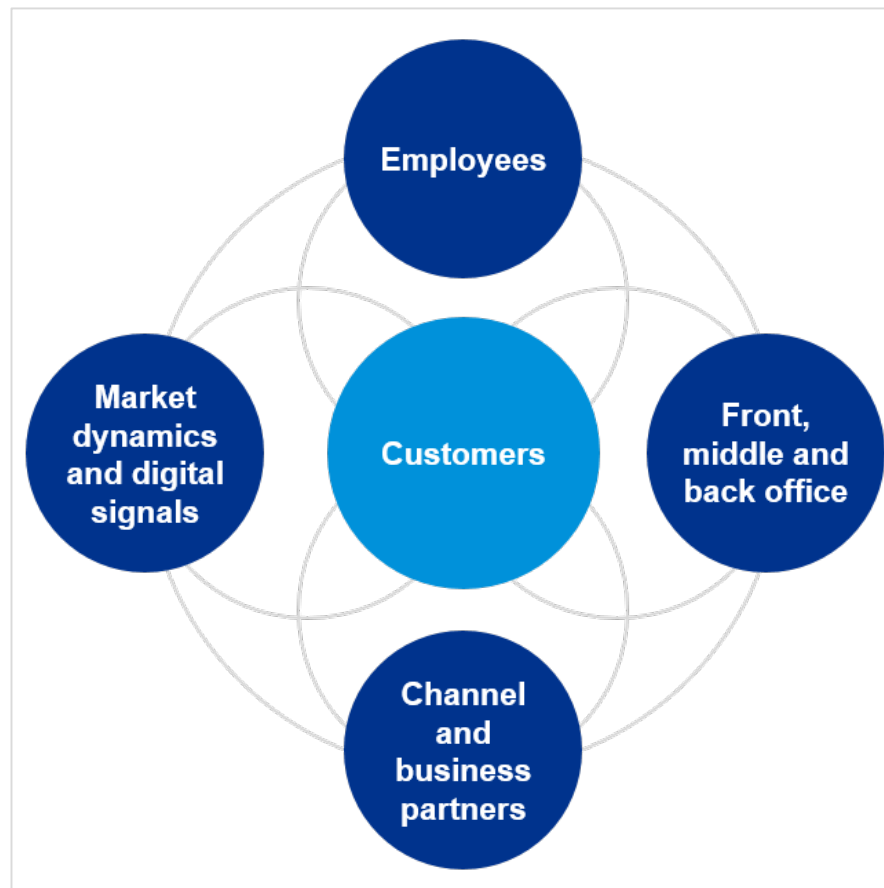 Employees
Market
dynamics
and digital
signals
Customers
Front,
middle and
back office
Channel
and
business
partners